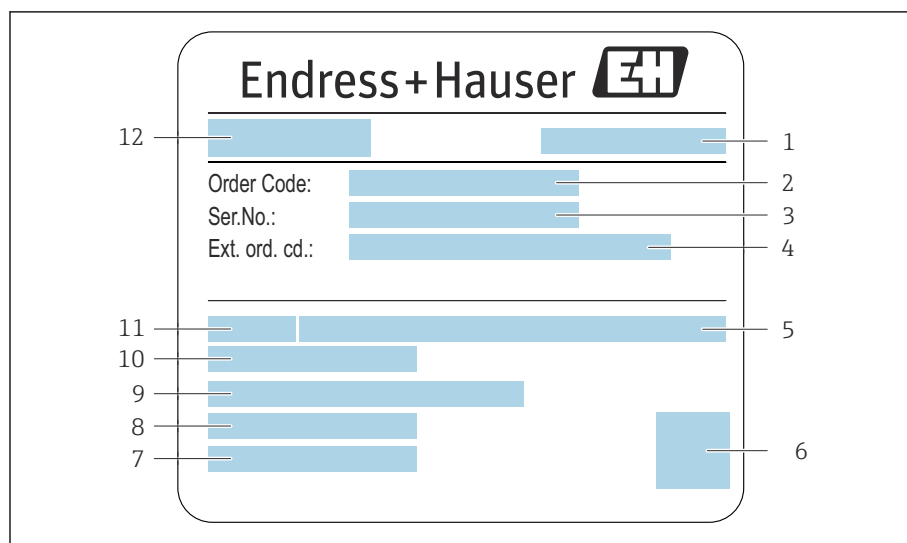 Endress+Hauser EH
12 1
Order Code: 2
Ser.No.: 3
Ext. ord. cd.: 4
11 5
10
9
8
7 6